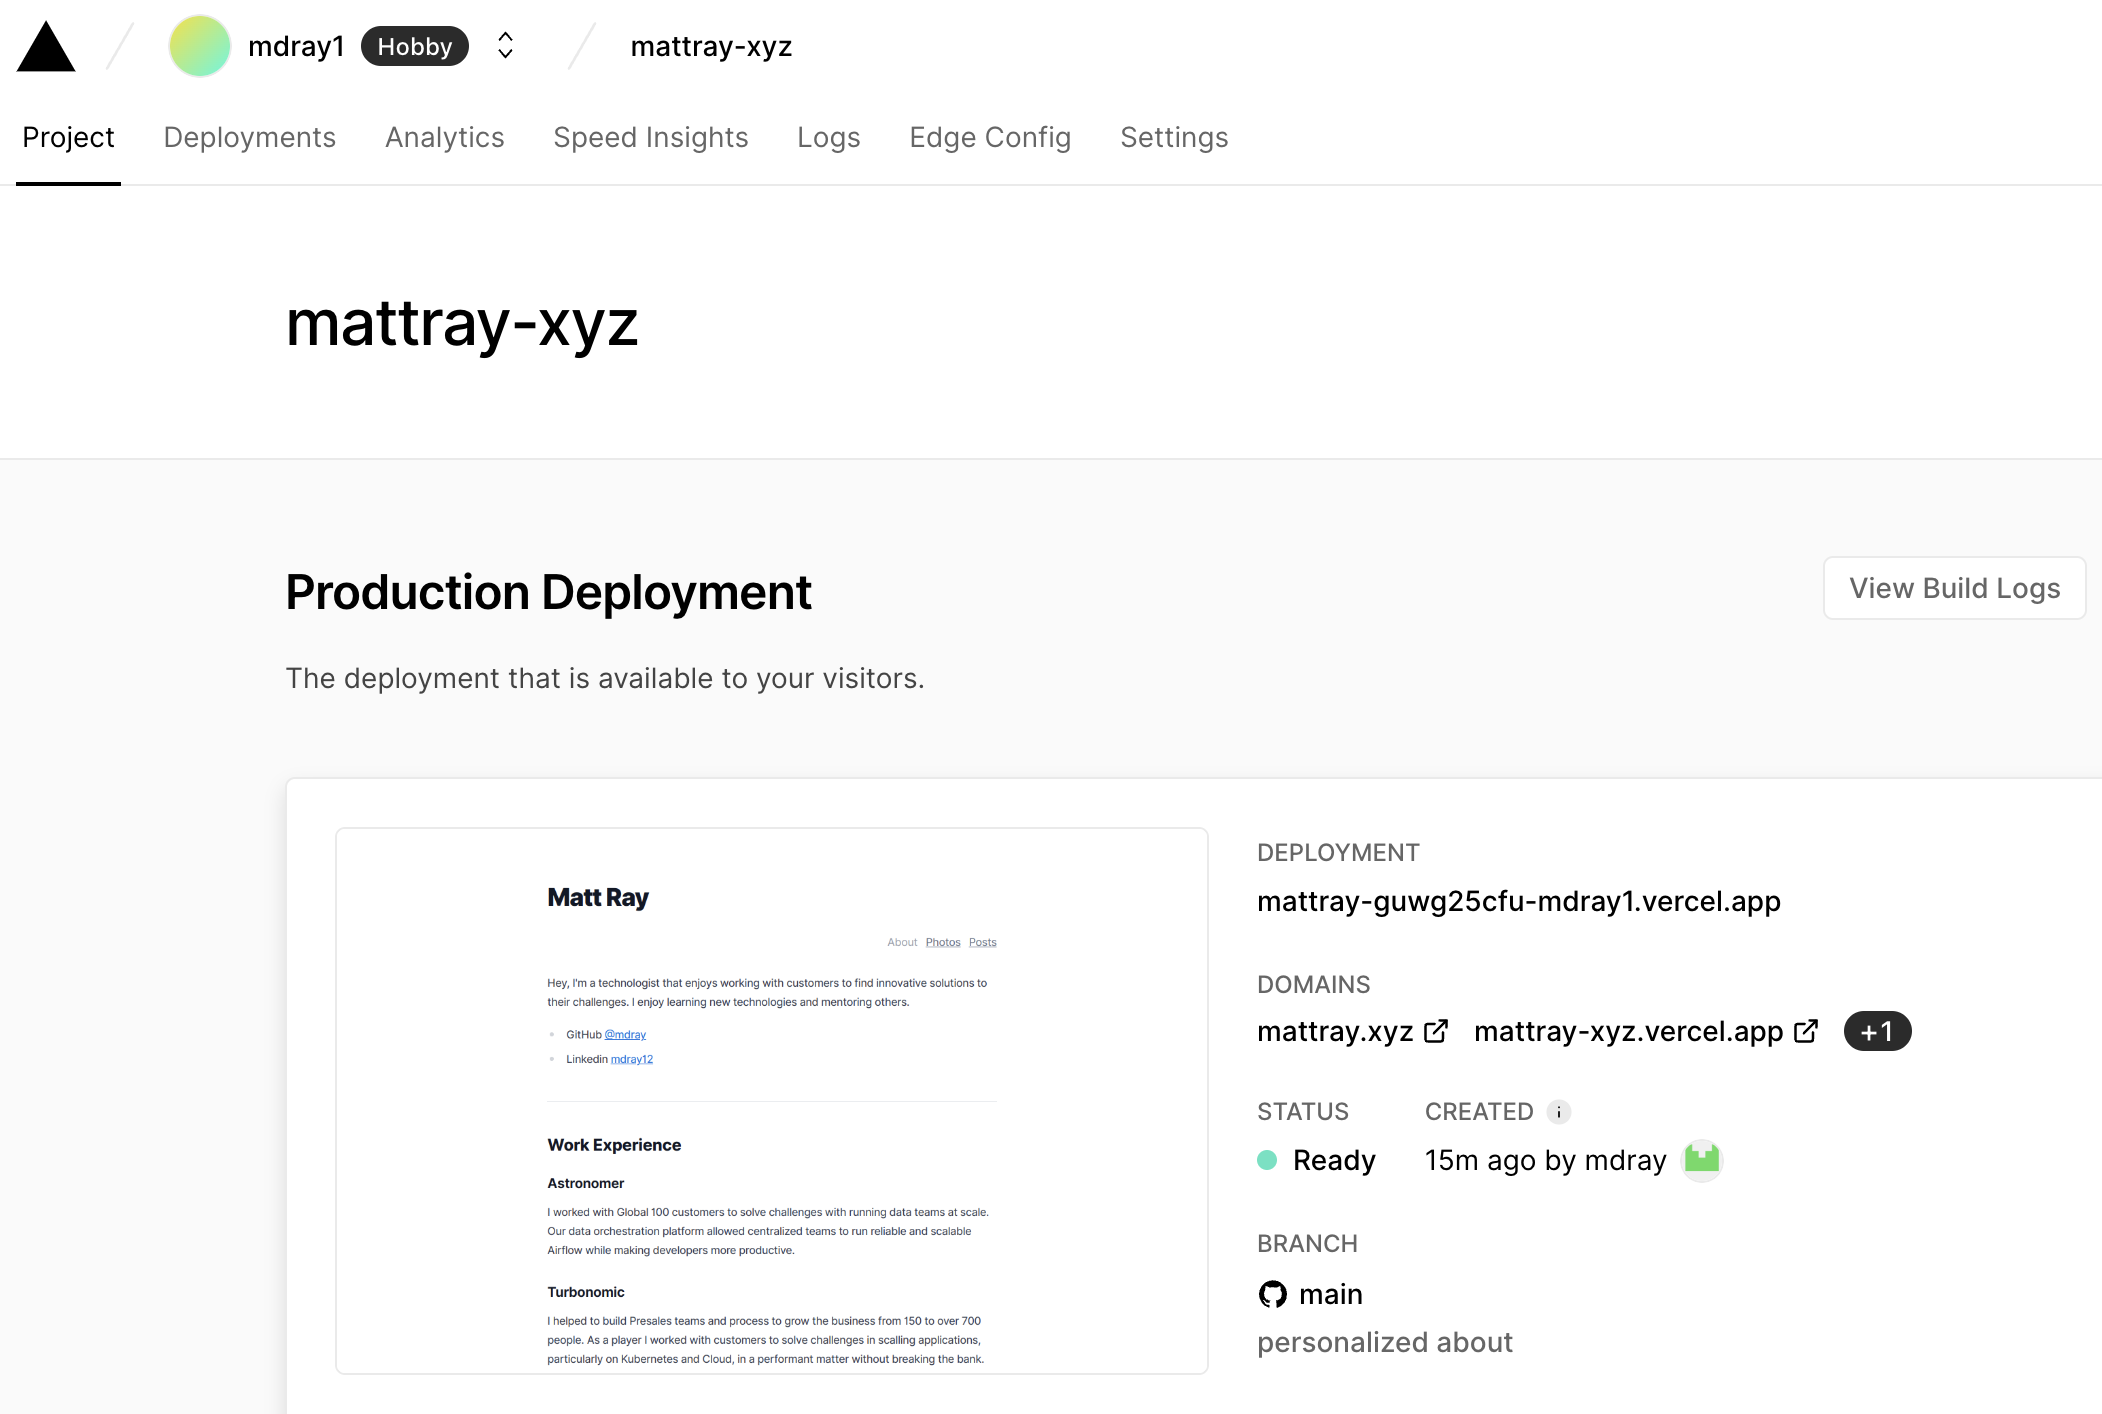 mdray1 Hobby mattray-xyz
Project Deployments Analytics Speed Insights Logs Edge Config Settings
mattray-xyz
Production Deployment
View Build Logs
The deployment that is available to your visitors.
Matt Ray
About Photos Posts
Hey, I'm a technologist that enjoys working with customers to find innovative solutions to
their challenges. I enjoy learning new technologies and mentoring others.
GitHub @mdray
Linkedin mdray12
Work Experience
Astronomer
I worked with Global 100 customers to solve challenges with running data teams at scale.
Our data orchestration platform allowed centralized teams to run reliable and scalable
Airflow while making developers more productive.
Turbonomic
I helped to build Presales teams and process to grow the business from 150 to over 700
people. As a player I worked with customers to solve challenges in scalling applications,
particularly on Kubernetes and Cloud, in a performant matter without breaking the bank.
DEPLOYMENT
mattray-guwg25cfu-mdray1.vercel.app
DOMAINS
mattray.xyz mattray-xyz.vercel.app +1
STATUS CREATED i
Ready 15m ago by mdray
BRANCH
main
personalized about